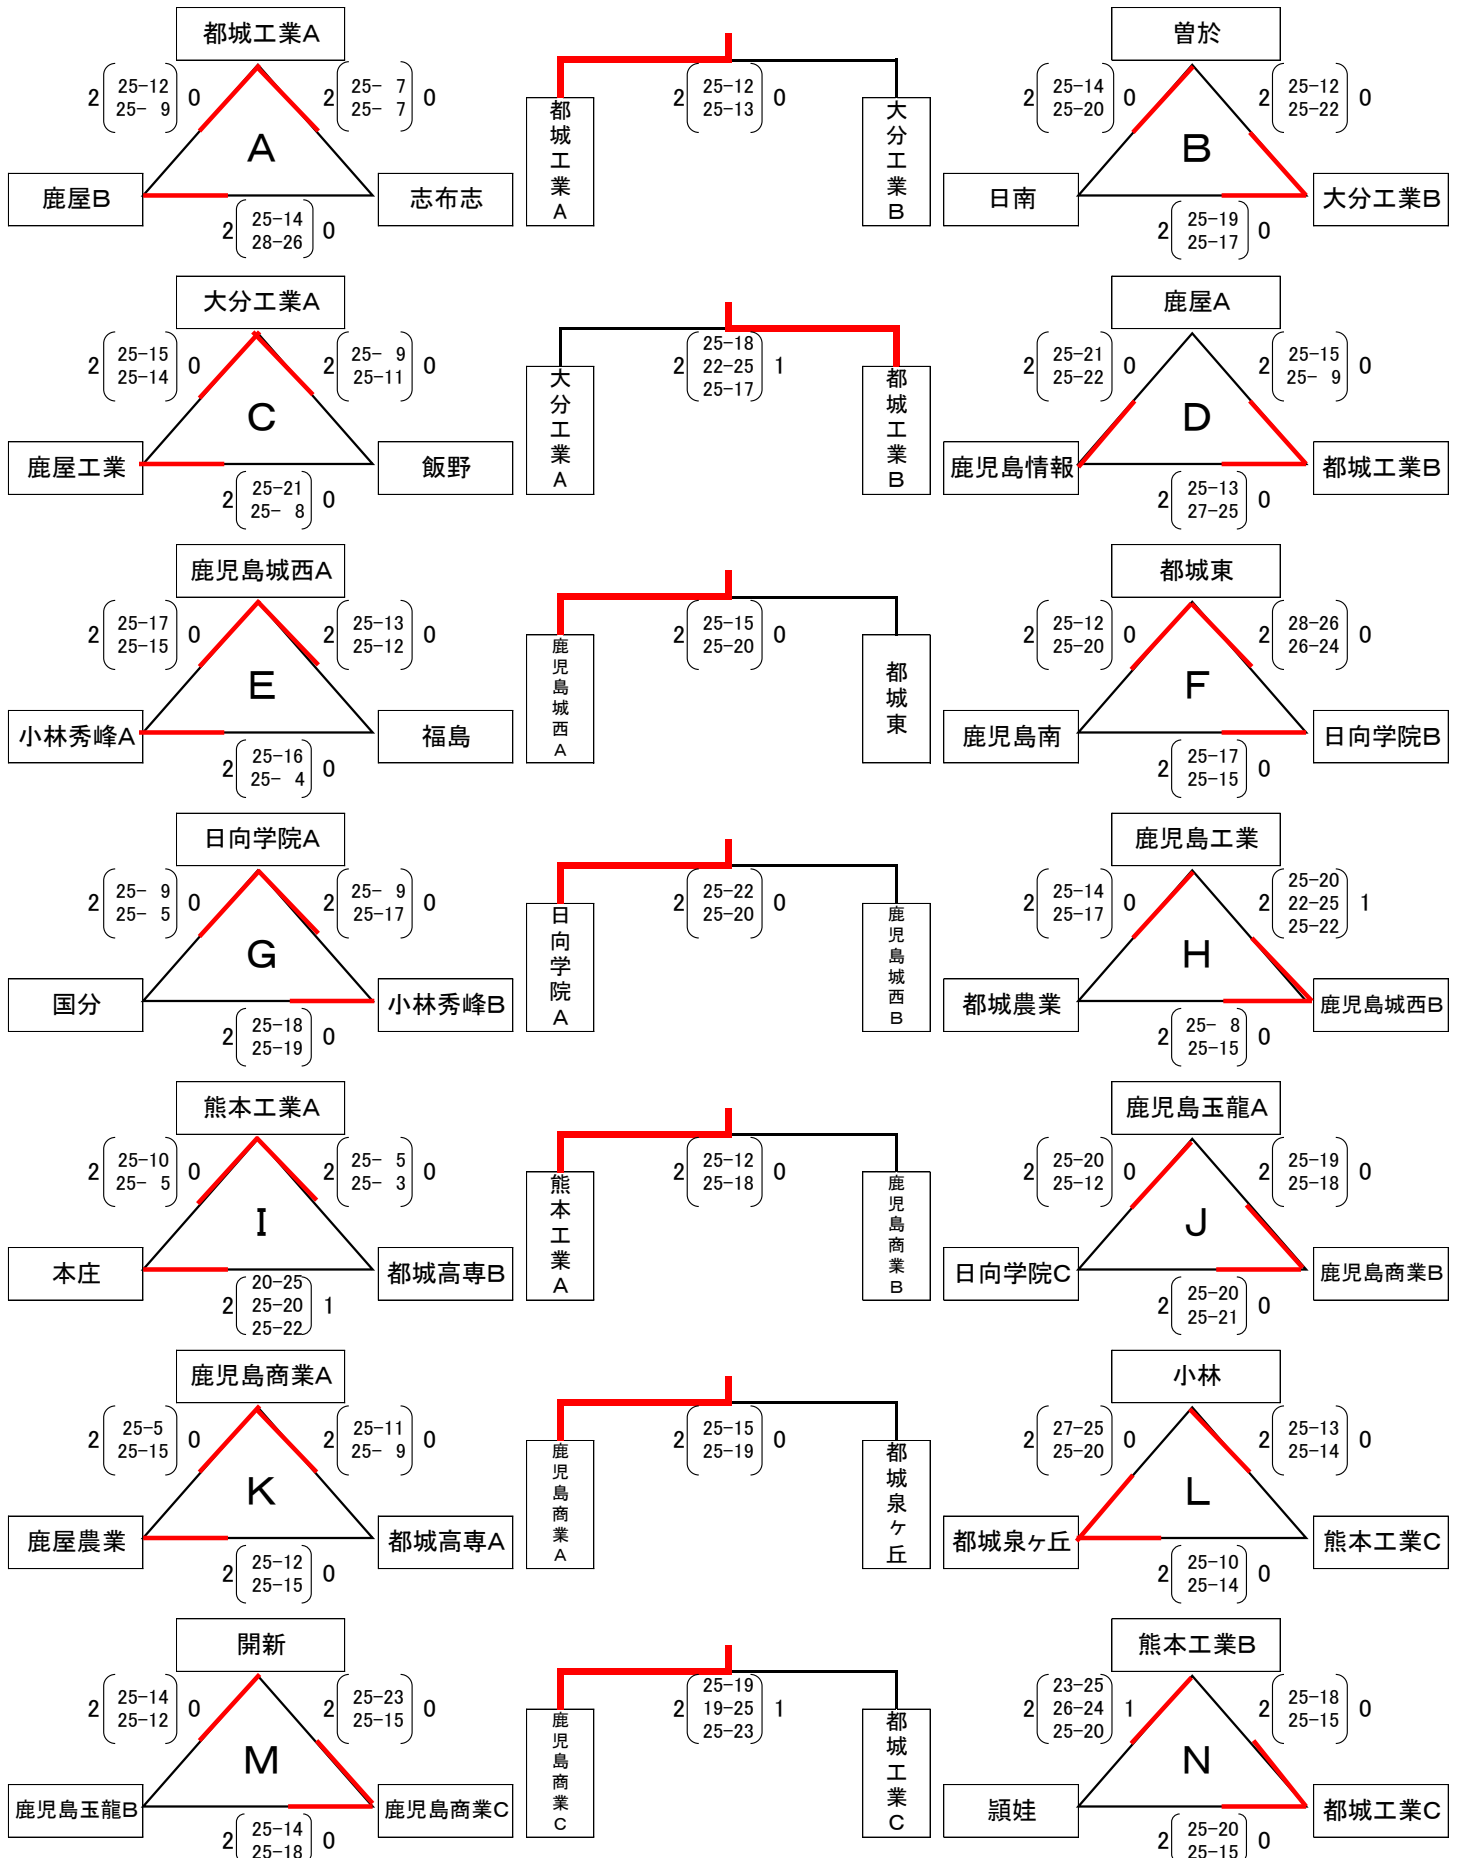 都城工業A
2 25-12 0
25- 9
2 25- 7 0
25- 7
A
鹿屋B
志布志
2 25-14 0
28-26
2 25-12 0
25-13
都城工業A
大分工業B
曽於
2 25-14 0
25-20
2 25-12 0
25-22
B
日南
大分工業B
2 25-19 0
25-17
大分工業A
2 25-15 0
25-14
2 25- 9 0
25-11
C
鹿屋工業
飯野
2 25-21 0
25- 8
2 25-18 1
22-25
25-17
大分工業A
都城工業B
鹿屋A
2 25-21 0
25-22
2 25-15 0
25- 9
D
鹿児島情報
都城工業B
2 25-13 0
27-25
鹿児島城西A
2 25-17 0
25-15
2 25-13 0
25-12
E
小林秀峰A
福島
2 25-16 0
25- 4
2 25-15 0
25-20
鹿児島城西A
都城東
都城東
2 25-12 0
25-20
2 28-26 0
26-24
F
鹿児島南
日向学院B
2 25-17 0
25-15
日向学院A
2 25- 9 0
25- 5
2 25- 9 0
25-17
G
国分
小林秀峰B
2 25-18 0
25-19
2 25-22 0
25-20
日向学院A
鹿児島城西B
鹿児島工業
2 25-14 0
25-17
2 25-20 1
22-25
25-22
H
都城農業
鹿児島城西B
2 25- 8 0
25-15
熊本工業A
2 25-10 0
25- 5
2 25- 5 0
25- 3
I
本庄
都城高専B
2 20-25 1
25-20
25-22
2 25-12 0
25-18
熊本工業A
鹿児島商業B
鹿児島玉龍A
2 25-20 0
25-12
2 25-19 0
25-18
J
日向学院C
鹿児島商業B
2 25-20 0
25-21
鹿児島商業A
2 25-5 0
25-15
2 25-11 0
25- 9
K
鹿屋農業
都城高専A
2 25-12 0
25-15
2 25-15 0
25-19
鹿児島商業A
都城泉ヶ丘
小林
2 27-25 0
25-20
2 25-13 0
25-14
L
都城泉ヶ丘
熊本工業C
2 25-10 0
25-14
開新
2 25-14 0
25-12
2 25-23 0
25-15
M
鹿児島玉龍B
鹿児島商業C
2 25-14 0
25-18
2 25-19 1
19-25
25-23
鹿児島商業C
都城工業C
熊本工業B
2 23-25 1
26-24
25-20
2 25-18 0
25-15
N
頴娃
都城工業C
2 25-20 0
25-15